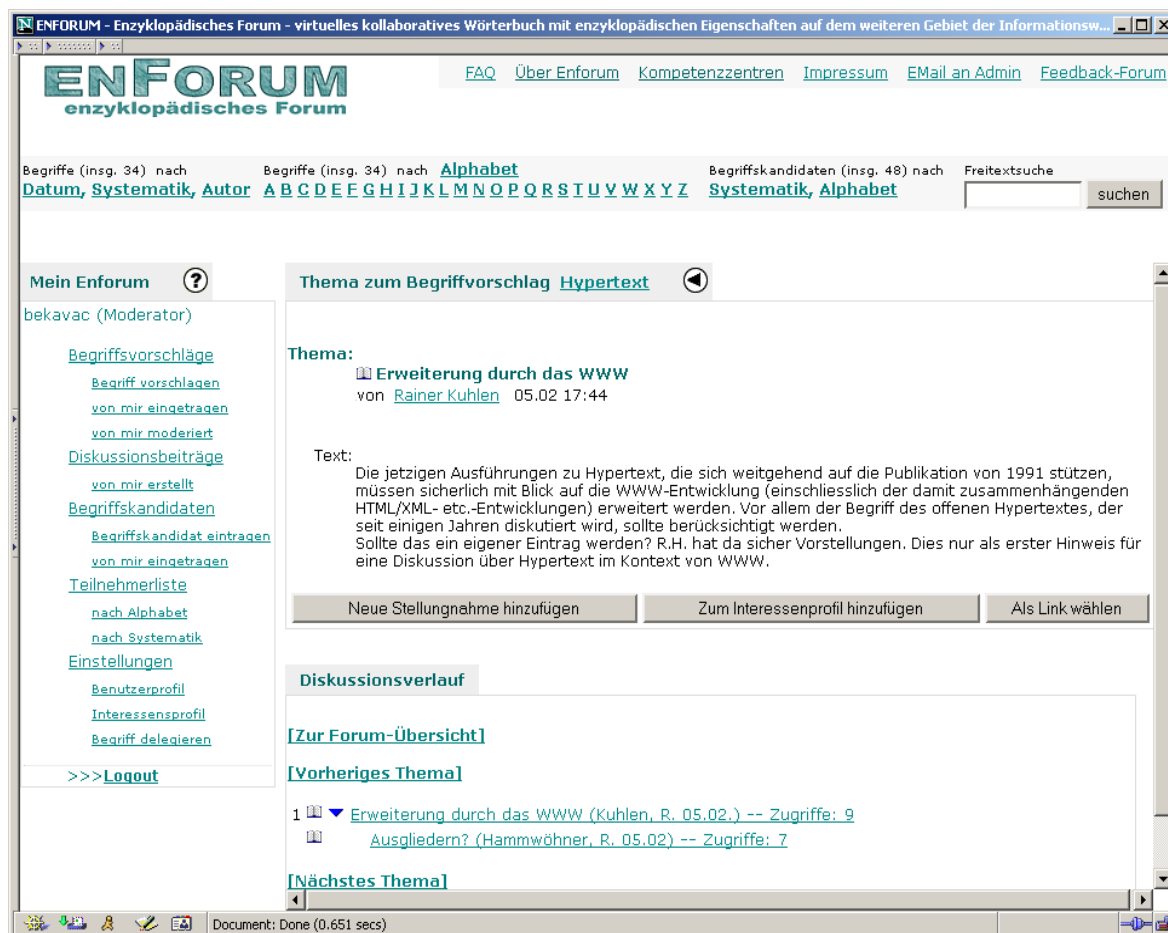 ENFORUM - Enzyklopädisches Forum - virtuelles kollaboratives Wörterbuch mit enzyklopädischen Eigenschaften auf dem weiteren Gebiet der Informationsw...
ENFORUM
enzyklopädisches Forum
FAQ Über Enforum Kompetenzzentren Impressum EMail an Admin Feedback-Forum
Begriffe (insg. 34) nach
Datum, Systematik, Autor
Begriffe (insg. 34) nach Alphabet
A B C D E F G H I J K L M N O P Q R S T U V W X Y Z
Begriffskandidaten (insg. 48) nach
Systematik, Alphabet
Freitextsuche
suchen
Mein Enforum ?
bekavac (Moderator)
Begriffsvorschläge
Begriff vorschlagen
von mir eingetragen
von mir moderiert
Diskussionsbeiträge
von mir erstellt
Begriffskandidaten
Begriffskandidat eintragen
von mir eingetragen
Teilnehmerliste
nach Alphabet
nach Systematik
Einstellungen
Benutzerprofil
Interessensprofil
Begriff delegieren
>>>Logout
Thema zum Begriffvorschlag Hypertext
Thema:
Erweiterung durch das WWW
von Rainer Kuhlen 05.02 17:44
Text:
Die jetzigen Ausführungen zu Hypertext, die sich weitgehend auf die Publikation von 1991 stützen,
müssen sicherlich mit Blick auf die WWW-Entwicklung (einschliesslich der damit zusammenhängenden
HTML/XML- etc.-Entwicklungen) erweitert werden. Vor allem der Begriff des offenen Hypertextes, der
seit einigen Jahren diskutiert wird, sollte berücksichtigt werden.
Sollte das ein eigener Eintrag werden? R.H. hat da sicher Vorstellungen. Dies nur als erster Hinweis für
eine Diskussion über Hypertext im Kontext von WWW.
Neue Stellungnahme hinzufügen Zum Interessenprofil hinzufügen Als Link wählen
Diskussionsverlauf
[Zur Forum-Übersicht]
[Vorheriges Thema]
1 Erweiterung durch das WWW (Kuhlen, R. 05.02.) -- Zugriffe: 9
Ausgliedern? (Hammwöhner, R. 05.02) -- Zugriffe: 7
[Nächstes Thema]
Document: Done (0.651 secs)